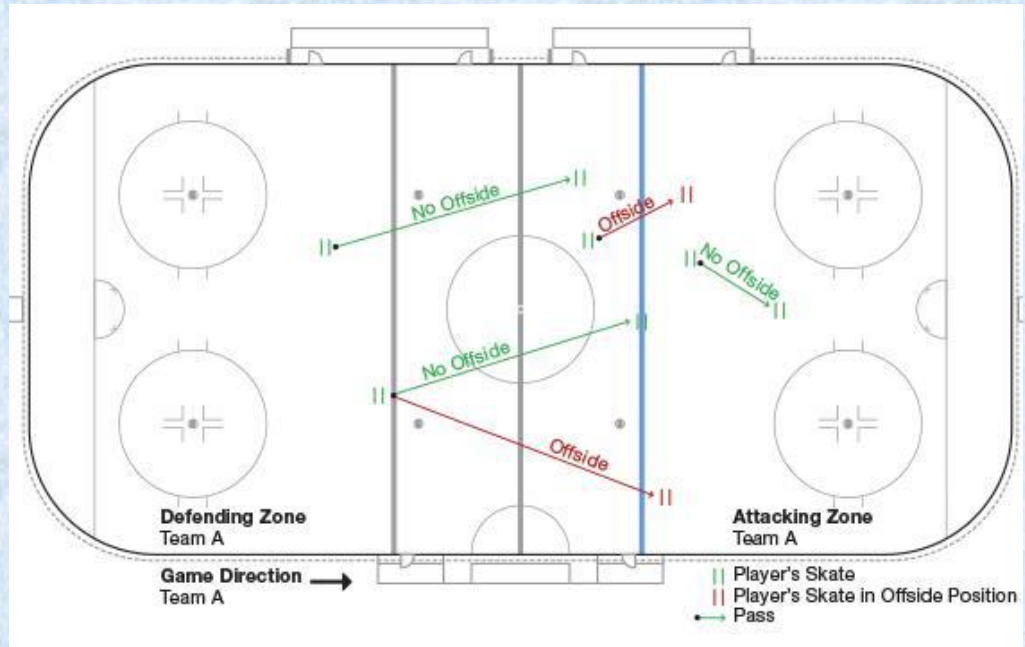 No Offside
Offside
No Offside
No Offside
Offside
Defending Zone
Team A
Attacking Zone
Team A
Game Direction
Team A
Player's Skate
Player's Skate in Offside Position
Pass